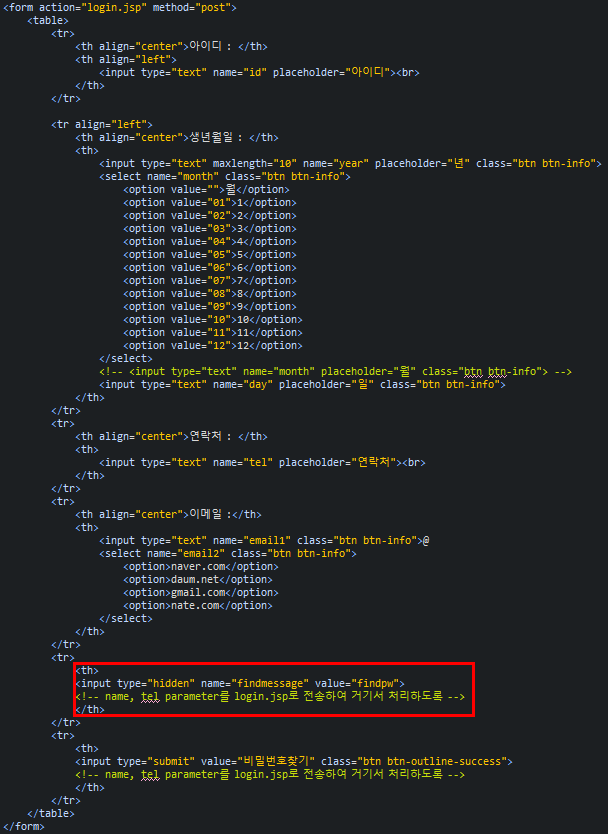 <form action="login.jsp" method="post">
<table>
<tr>
<th align="center">아이디 : </th>
<th align="left">
<input type="text" name="id" placeholder="아이디"><br>
</th>
</tr>
<tr align="left">
<th align="center">생년월일 : </th>
<th>
<input type="text" maxlength="10" name="year" placeholder="년" class="btn btn-info">
<select name="month" class="btn btn-info">
<option value="">월</option>
<option value="01">1</option>
<option value="02">2</option>
<option value="03">3</option>
<option value="04">4</option>
<option value="05">5</option>
<option value="06">6</option>
<option value="07">7</option>
<option value="08">8</option>
<option value="09">9</option>
<option value="10">10</option>
<option value="11">11</option>
<option value="12">12</option>
</select>
<!-- <input type="text" name="month" placeholder="월" class="btn btn-info"> -->
<input type="text" name="day" placeholder="일" class="btn btn-info">
</th>
</tr>
<tr>
<th align="center">연락처 : </th>
<th>
<input type="text" name="tel" placeholder="연락처"><br>
</th>
</tr>
<tr>
<th align="center">이메일 :</th>
<th>
<input type="text" name="email1" class="btn btn-info">@
<select name="email2" class="btn btn-info">
<option>naver.com</option>
<option>daum.net</option>
<option>gmail.com</option>
<option>nate.com</option>
</select>
</th>
</tr>
<tr>
<th>
<input type="hidden" name="findmessage" value="findpw">
<!-- name, tel parameter를 login.jsp로 전송하여 거기서 처리하도록 -->
</th>
</tr>
<tr>
<th>
<input type="submit" value="비밀번호찾기" class="btn btn-outline-success">
<!-- name, tel parameter를 login.jsp로 전송하여 거기서 처리하도록 -->
</th>
</tr>
</table>
</form>